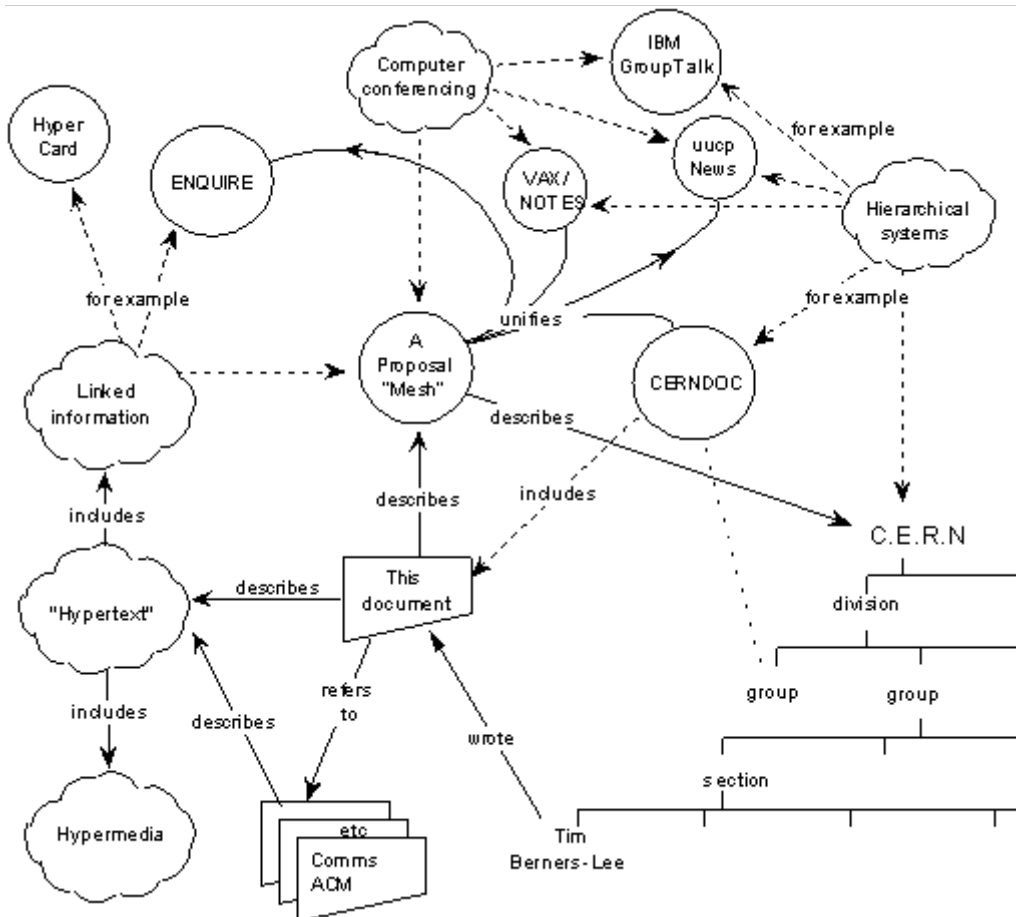 IBM
GroupTalk
Computer
conferencing
Hyper
Card
ENQUIRE
VAX/
NOTES
uucp
News
for example
Hierarchical
systems
for example
for example
unifies
A
Proposal
"Mesh"
CERNDOC
Linked
information
describes
includes
describes
includes
C.E.R.N
This
document
describes
"Hypertext"
division
includes
describes
refers
to
wrote
group
group
section
Hypermedia
etc
Comms
ACM
Tim
Berners-Lee